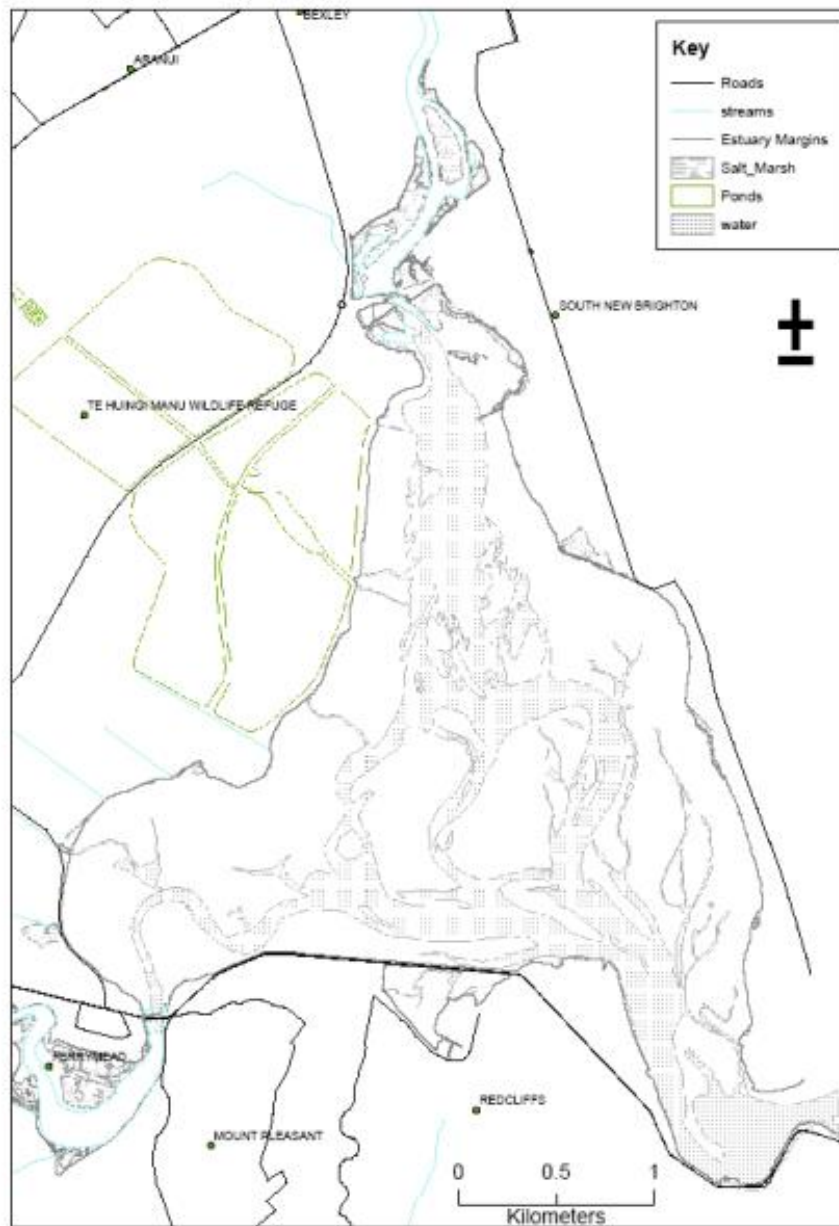 BEXLEY
ARANUI
Key
Roads
streams
Estuary Margins
Salt_Marsh
Ponds
water
SOUTH NEW BRIGHTON
TE HUINGI MANU WILDLIFE REFUGE
FERRYMEAD
REDCLIFFS
MOUNT PLEASANT
0 0.5 1
Kilometers